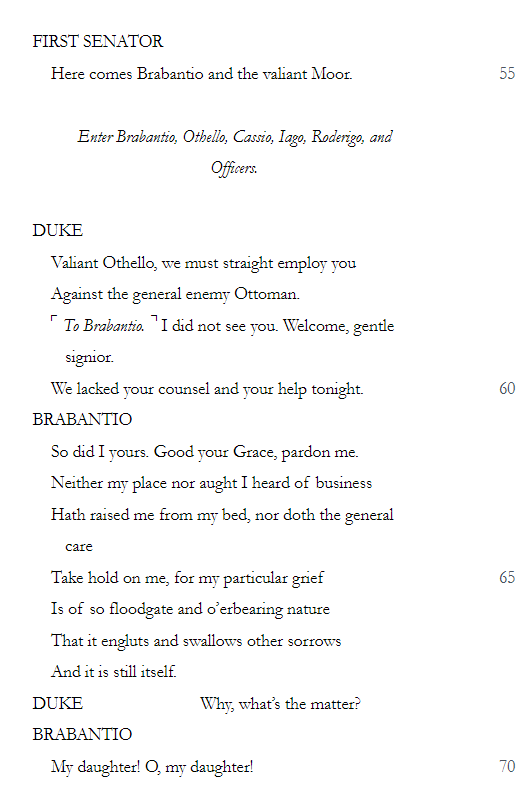 FIRST SENATOR
Here comes Brabantio and the valiant Moor. 55
Enter Brabantio, Othello, Cassio, Iago, Roderigo, and
Officers.
DUKE
Valiant Othello, we must straight employ you
Against the general enemy Ottoman.
⌜To Brabantio.⌝ I did not see you. Welcome, gentle
signior.
We lacked your counsel and your help tonight. 60
BRABANTIO
So did I yours. Good your Grace, pardon me.
Neither my place nor aught I heard of business
Hath raised me from my bed, nor doth the general
care
Take hold on me, for my particular grief 65
Is of so floodgate and o’erbearing nature
That it engluts and swallows other sorrows
And it is still itself.
DUKE Why, what’s the matter?
BRABANTIO
My daughter! O, my daughter! 70